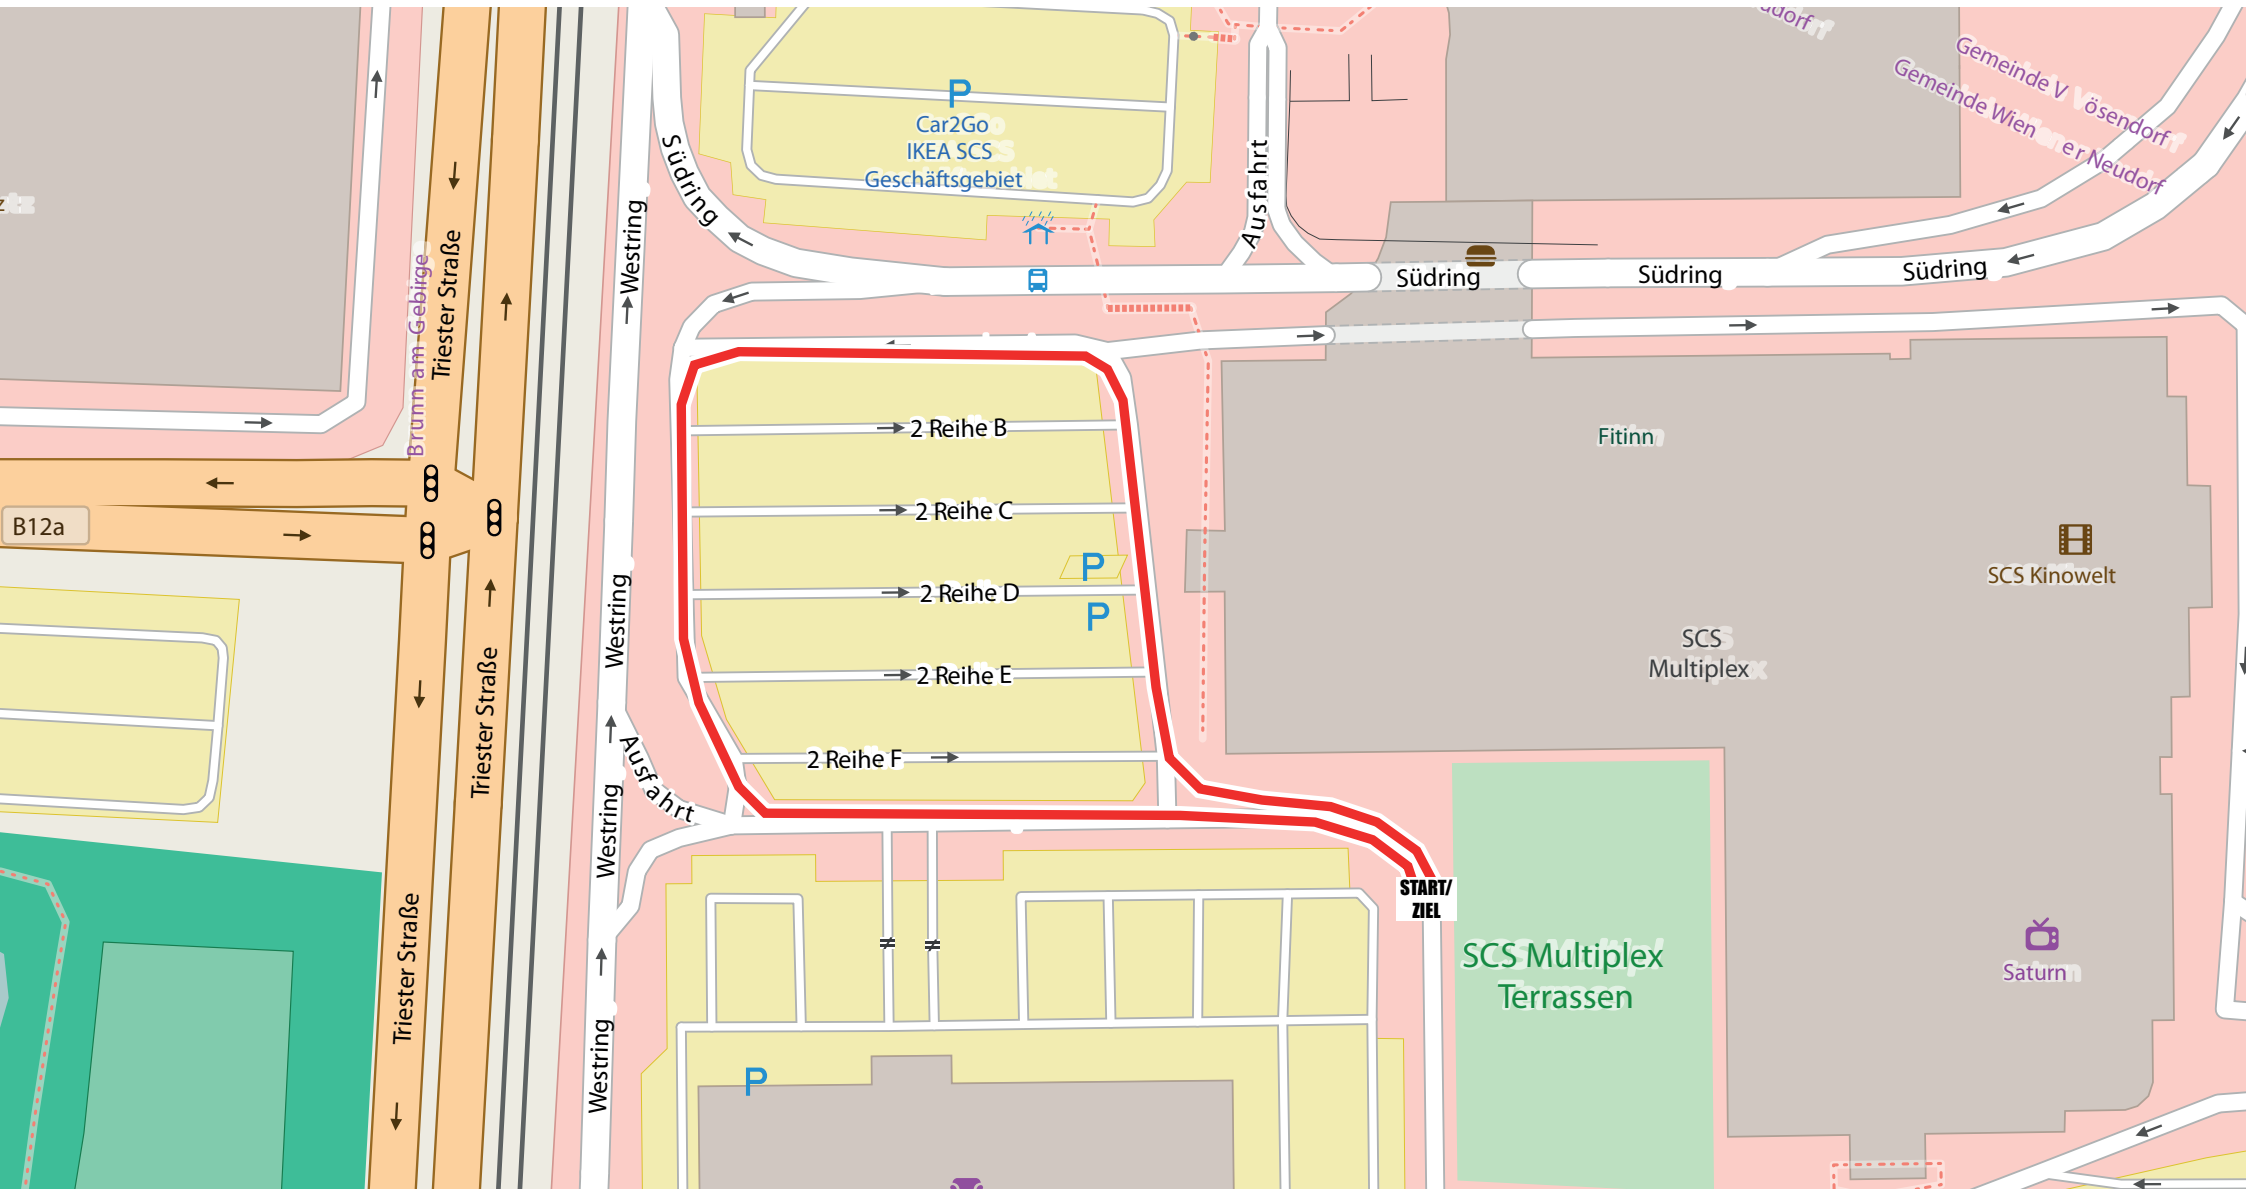 udorf
Gemeinde Vösendorf
Gemeinde Wiener Neudorf
P
Car2Go
IKEA SCS
Geschäftsgebiet
Südring
Ausfahrt
Westring
Triester Straße
Brunn am Gebirge
z
Südring
Südring
Südring
2 Reihe B
Fitinn
2 Reihe C
B12a
P
SCS Kinowelt
2 Reihe D
P
Westring
SCS
Multiplex
2 Reihe E
Triester Straße
2 Reihe F
Ausfahrt
Westring
START/
ZIEL
SCS Multiplex
Terrassen
Saturn
Triester Straße
Westring
P